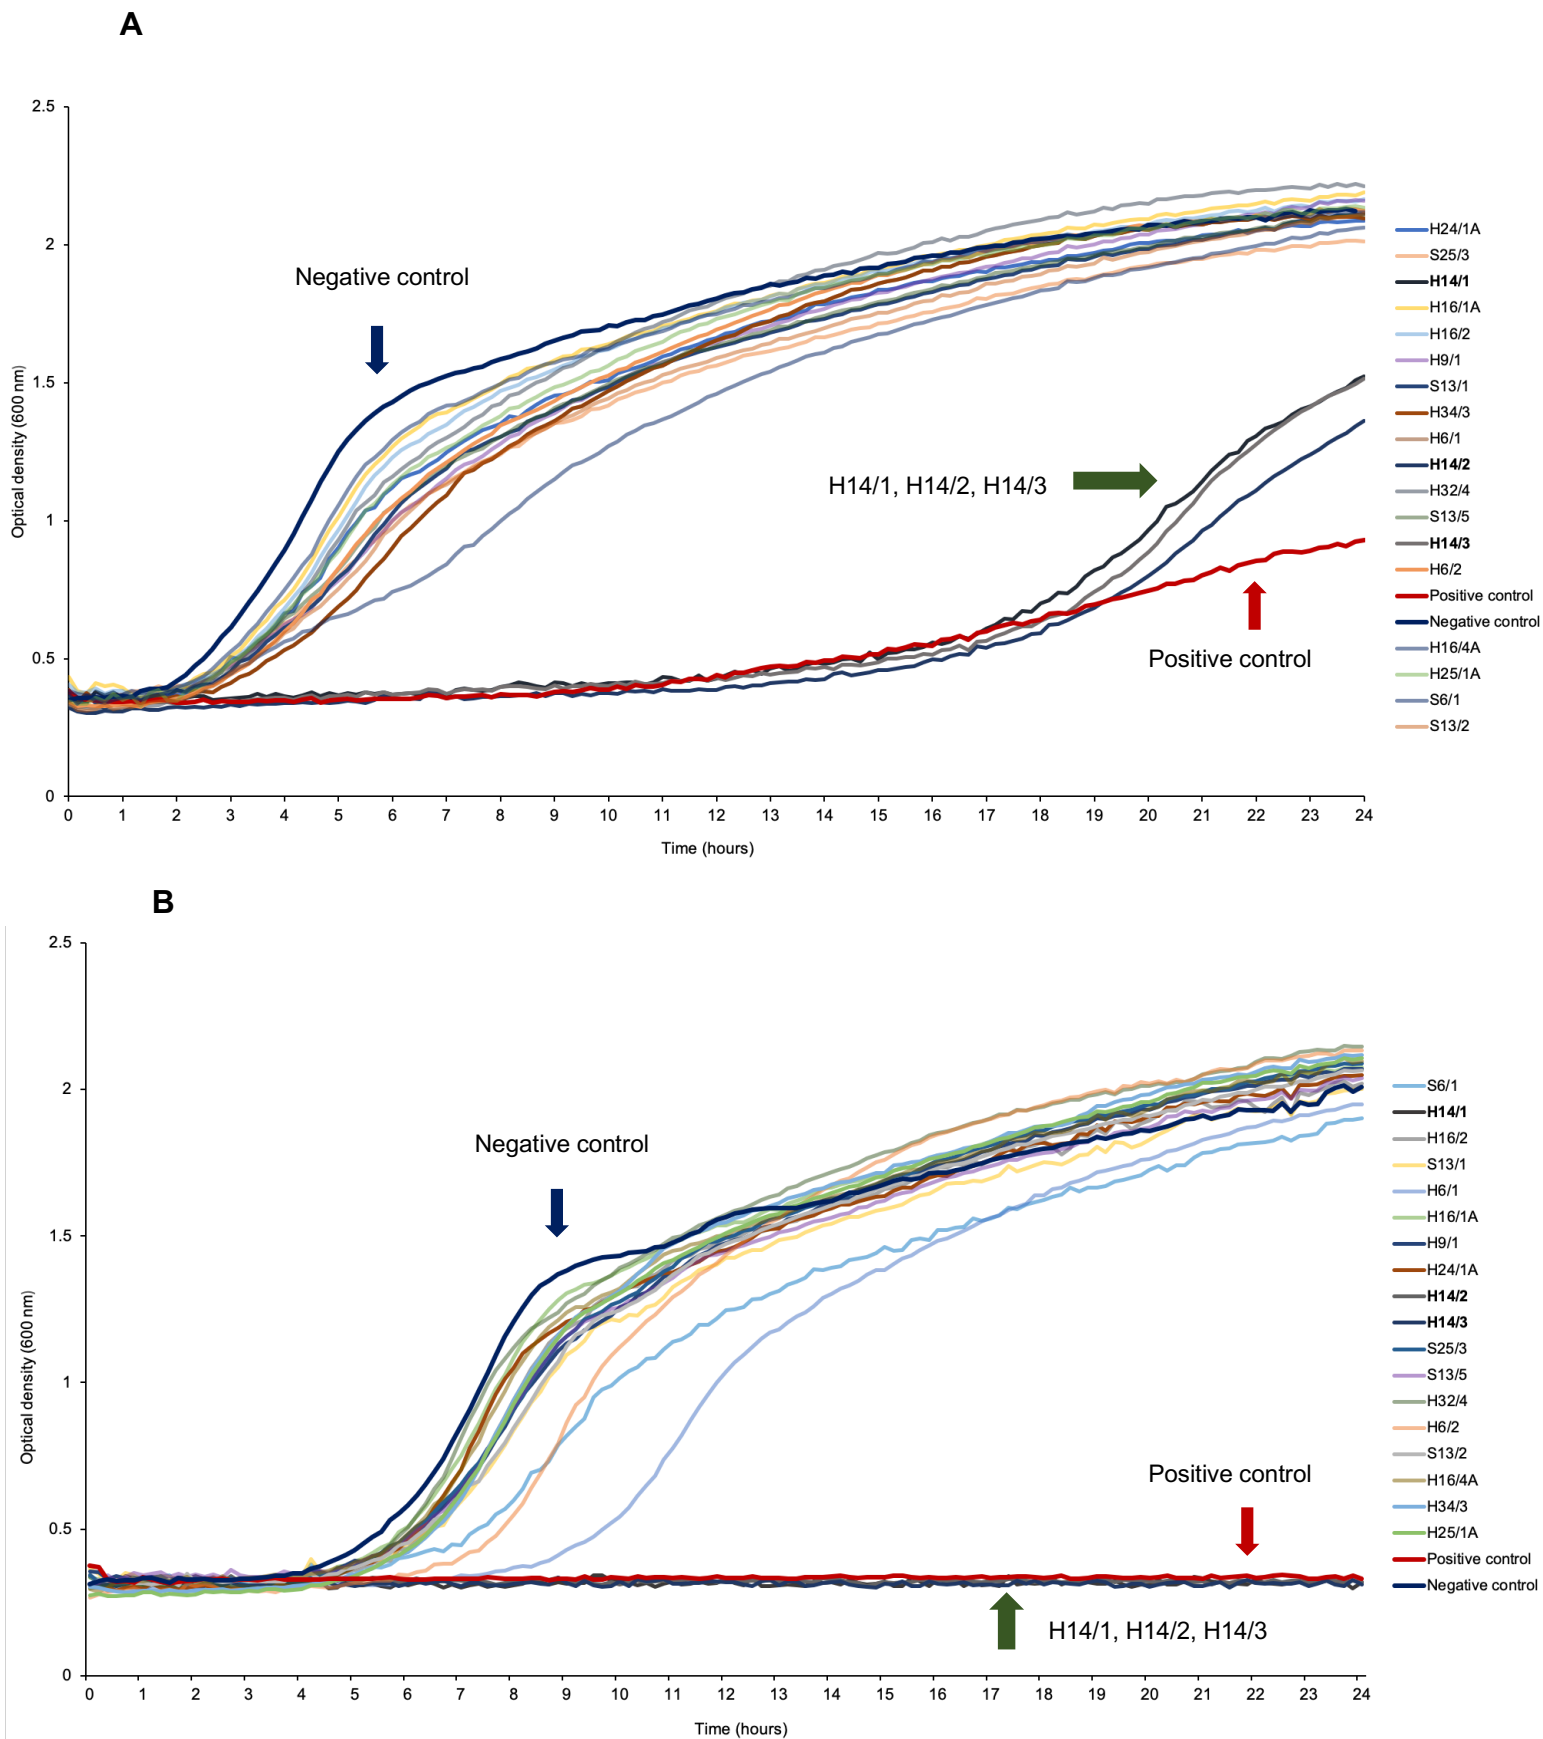 A
2.5
2
1.5
1
0.5
0
Optical density (600 nm)
Negative control
H14/1, H14/2, H14/3
Positive control
0 1 2 3 4 5 6 7 8 9 10 11 12 13 14 15 16 17 18 19 20 21 22 23 24
Time (hours)
H24/1A
S25/3
H14/1
H16/1A
H16/2
H9/1
S13/1
H34/3
H6/1
H14/2
H32/4
S13/5
H14/3
H6/2
Positive control
Negative control
H16/4A
H25/1A
S6/1
S13/2
B
2.5
2
1.5
1
0.5
0
Optical density (600 nm)
Negative control
Positive control
H14/1, H14/2, H14/3
0 1 2 3 4 5 6 7 8 9 10 11 12 13 14 15 16 17 18 19 20 21 22 23 24
Time (hours)
S6/1
H14/1
H16/2
S13/1
H6/1
H16/1A
H9/1
H24/1A
H14/2
H14/3
S25/3
S13/5
H32/4
H6/2
S13/2
H16/4A
H34/3
H25/1A
Positive control
Negative control